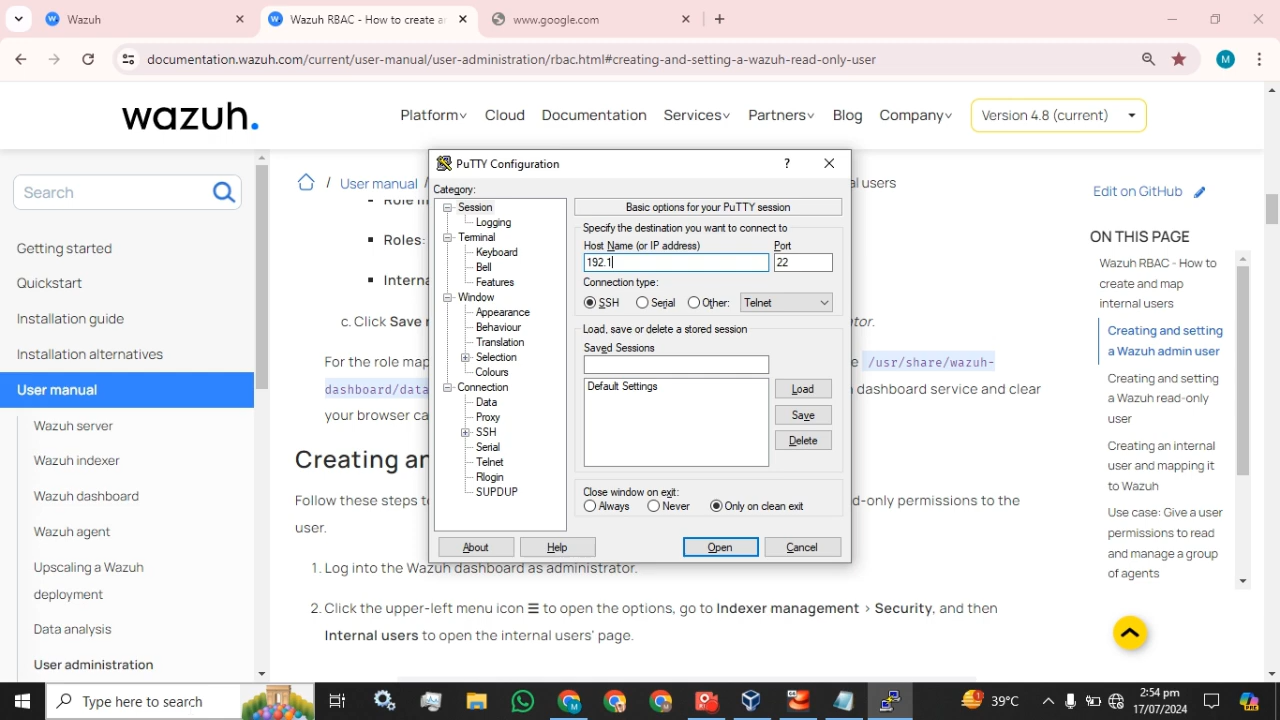 Wazuh
Wazuh RBAC - How to create a
www.google.com
documentation.wazuh.com/current/user-manual/user-administration/rbac.html#creating-and-setting-a-wazuh-read-only-user
M
wazuh.
Platform
Cloud
Documentation
Services
Partners
Blog
Company
Version 4.8 (current)
Search
Getting started
Quickstart
Installation guide
Installation alternatives
User manual
Wazuh server
Wazuh indexer
Wazuh dashboard
Wazuh agent
Upscaling a Wazuh
deployment
Data analysis
User administration
/ User manual /
al users
Role m
Roles:
Interna
c. Click Save
tor.
For the role map
/usr/share/wazuh-
dashboard/data
dashboard service and clear
your browser ca
Creating an
Follow these steps t
d-only permissions to the
user.
1. Log into the Wazuh dashboard as administrator.
2. Click the upper-left menu icon ☰ to open the options, go to Indexer management > Security, and then
Internal users to open the internal users' page.
Edit on GitHub
ON THIS PAGE
Wazuh RBAC - How to
create and map
internal users
Creating and setting
a Wazuh admin user
Creating and setting
a Wazuh read-only
user
Creating an internal
user and mapping it
to Wazuh
Use case: Give a user
permissions to read
and manage a group
of agents
PuTTY Configuration
?
Category:
Session
Logging
Terminal
Keyboard
Bell
Features
Window
Appearance
Behaviour
Translation
Selection
Colours
Connection
Data
Proxy
SSH
Serial
Telnet
Rlogin
SUPDUP
Basic options for your PuTTY session
Specify the destination you want to connect to
Host Name (or IP address)
Port
192.1
22
Connection type:
SSH
Serial
Other:
Telnet
Load, save or delete a stored session
Saved Sessions
Default Settings
Load
Save
Delete
Close window on exit:
Always
Never
Only on clean exit
About
Help
Open
Cancel
Type here to search
39°C
2:54 pm
17/07/2024